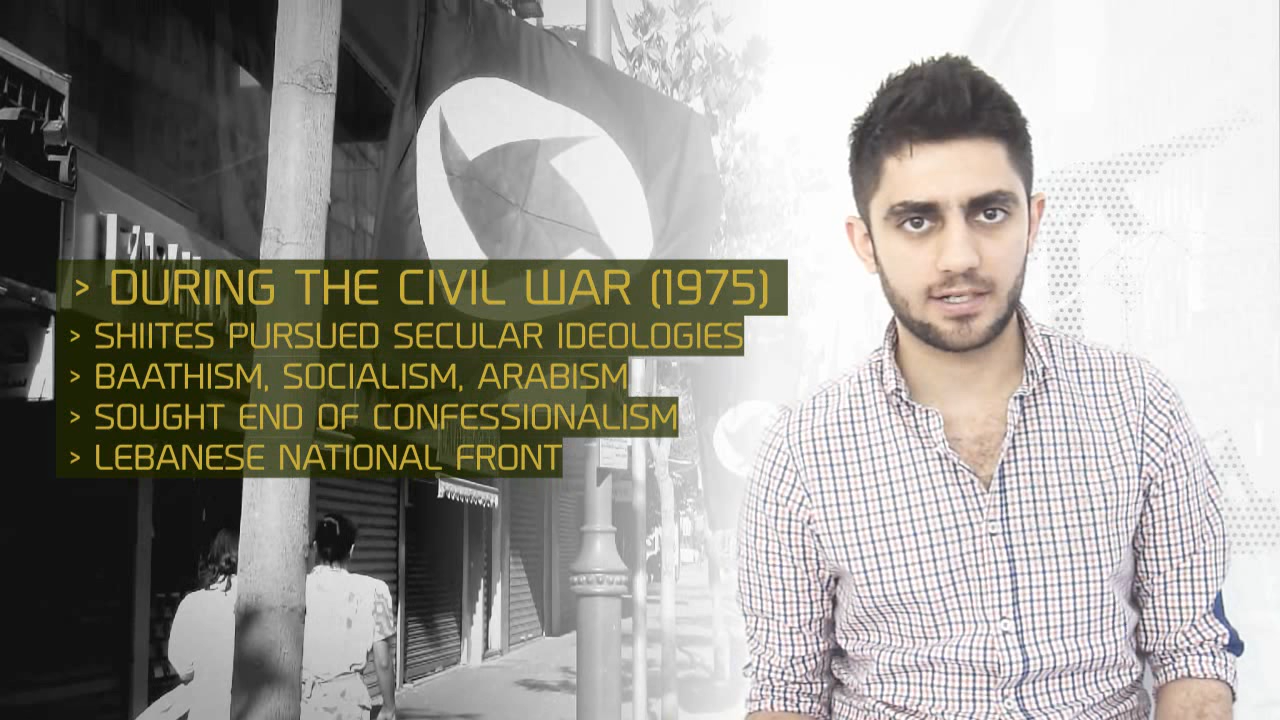 > DURING THE CIVIL WAR (1975)
> SHIITES PURSUED SECULAR IDEOLOGIES
> BAATHISM, SOCIALISM, ARABISM
> SOUGHT END OF CONFESSIONALISM
> LEBANESE NATIONAL FRONT